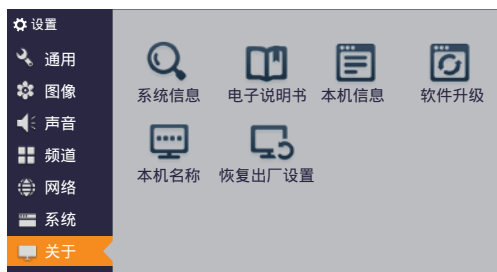 设置
通用
图像
声音
频道
网络
系统
关于
系统信息
电子说明书
本机信息
软件升级
本机名称
恢复出厂设置